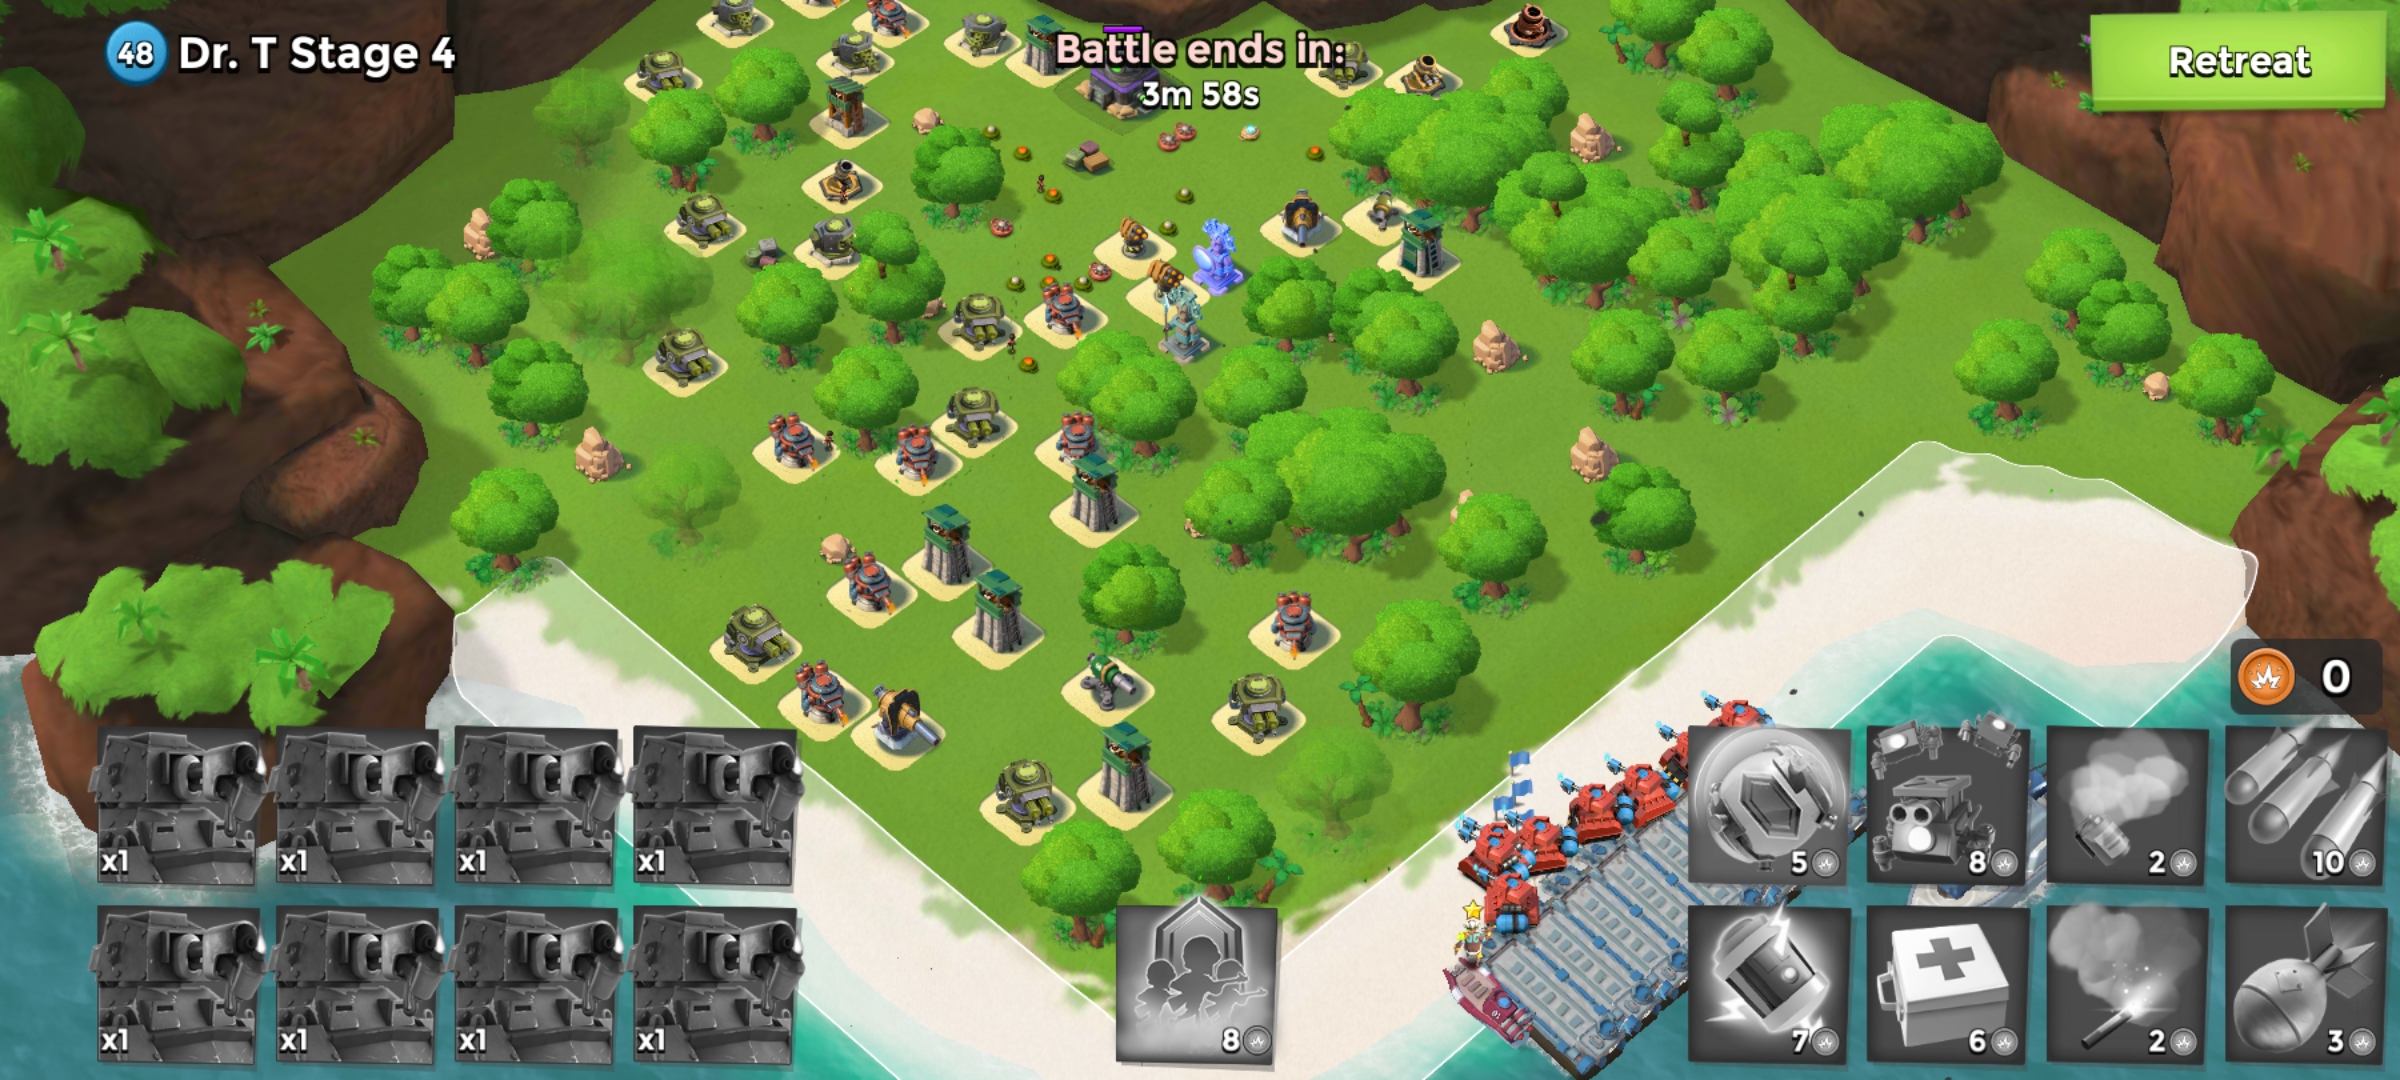 48 Dr. T Stage 4
Battle ends in:
3m 58s
Retreat
0
x1 x1 x1 x1
5 8 2 10
x1 x1 x1 x1
8
7 6 2 3